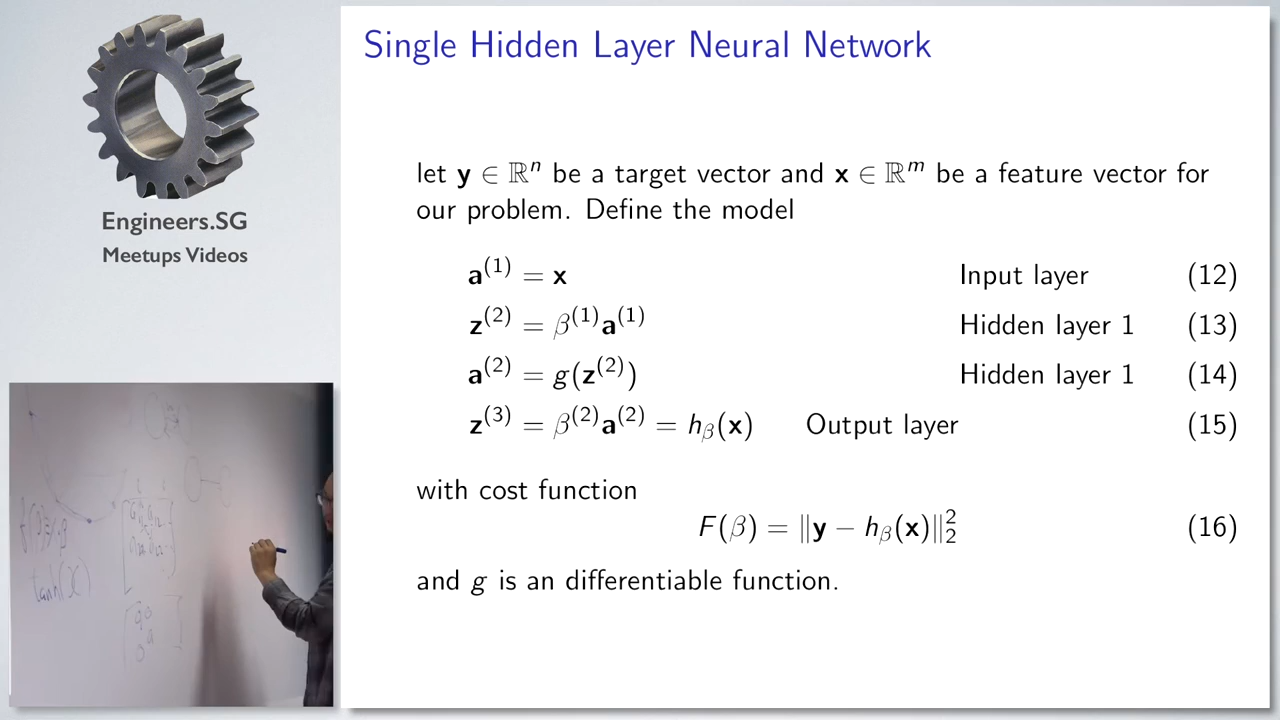 Engineers.SG
Meetups Videos
Single Hidden Layer Neural Network
let y ∈ ℝⁿ be a target vector and x ∈ ℝᵐ be a feature vector for
our problem. Define the model
a⁽¹⁾ = x Input layer (12)
z⁽²⁾ = β⁽¹⁾a⁽¹⁾ Hidden layer 1 (13)
a⁽²⁾ = g(z⁽²⁾) Hidden layer 1 (14)
z⁽³⁾ = β⁽²⁾a⁽²⁾ = h_β(x) Output layer (15)
with cost function
F(β) = ‖y − h_β(x)‖₂² (16)
and g is an differentiable function.
tanh(X)